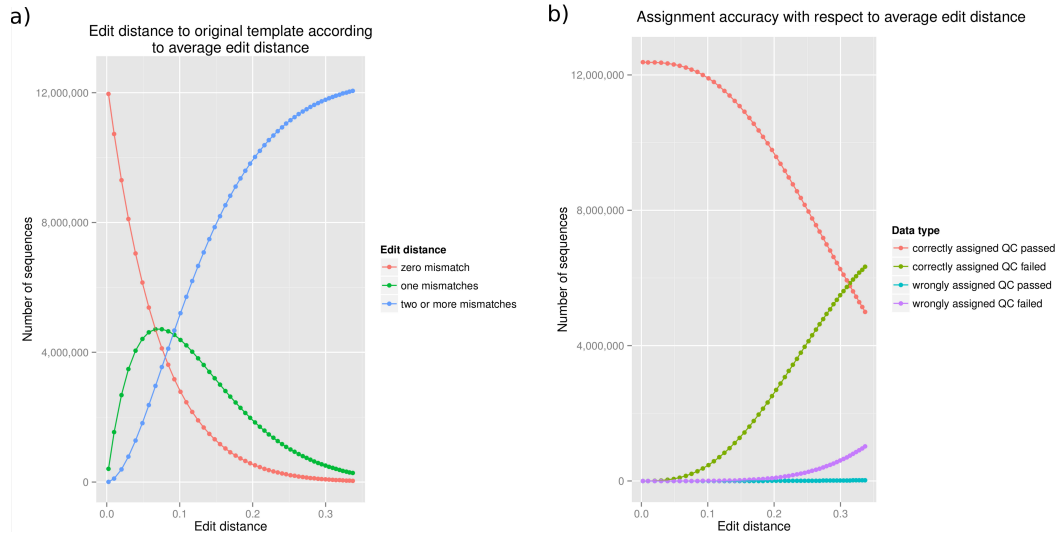 a)
Edit distance to original template according
to average edit distance
12,000,000
8,000,000
4,000,000
0
Number of sequences
0.0
0.1
0.2
0.3
Edit distance
Edit distance
zero mismatch
one mismatches
two or more mismatches
b)
Assignment accuracy with respect to average edit distance
12,000,000
8,000,000
4,000,000
0
Number of sequences
0.0
0.1
0.2
0.3
Edit distance
Data type
correctly assigned QC passed
correctly assigned QC failed
wrongly assigned QC passed
wrongly assigned QC failed